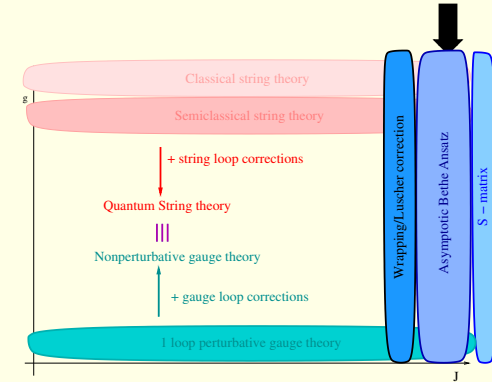 Classical string theory
g
Semiclassical string theory
+ string loop corrections
Quantum String theory
Nonperturbative gauge theory
+ gauge loop corrections
1 loop perturbative gauge theory
Wrapping/Luscher correction
Asymptotic Bethe Ansatz
S − matrix
J